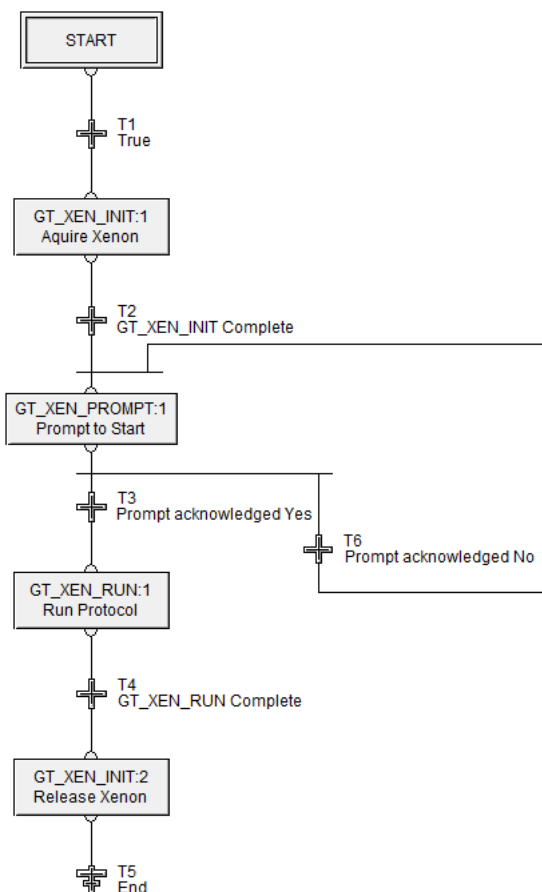 START
T1
True
GT_XEN_INIT:1
Aquire Xenon
T2
GT_XEN_INIT Complete
GT_XEN_PROMPT:1
Prompt to Start
T3
Prompt acknowledged Yes
T6
Prompt acknowledged No
GT_XEN_RUN:1
Run Protocol
T4
GT_XEN_RUN Complete
GT_XEN_INIT:2
Release Xenon
T5
End